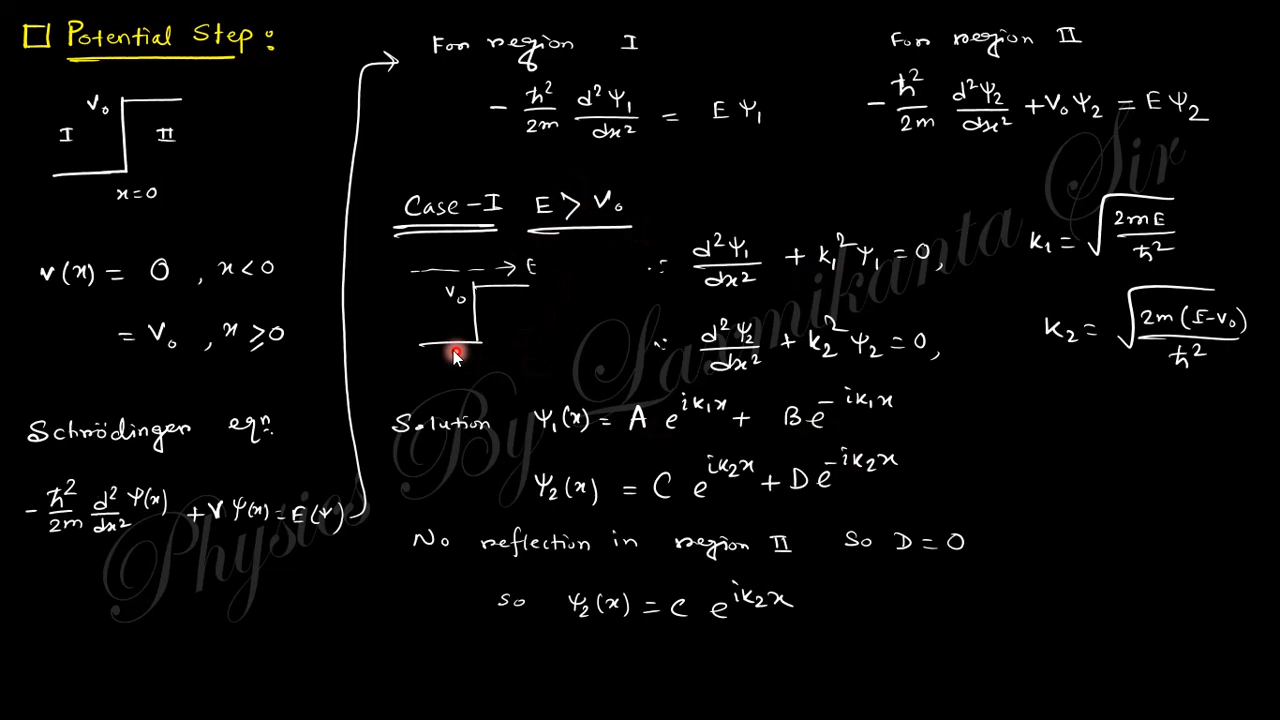 □ Potential Step:
V₀
I II
x=0
v(x) = 0 , x<0
= V₀ , x ≥ 0
Schrödinger eqⁿ.
-ħ²/2m d²/dx² ψ(x) + V ψ(x) = E(ψ)
For region I
-ħ²/2m d²ψ₁/dx² = Eψ₁
For region II
-ħ²/2m d²ψ₂/dx² + V₀ψ₂ = Eψ₂
Case-I E > V₀
E
V₀
∴ d²ψ₁/dx² + k₁²ψ₁ = 0, k₁ = √(2mE/ħ²)
∴ d²ψ₂/dx² + k₂²ψ₂ = 0, k₂ = √(2m(E-V₀)/ħ²)
Solution ψ₁(x) = A e^{ik₁x} + B e^{-ik₁x}
ψ₂(x) = C e^{ik₂x} + D e^{-ik₂x}
No reflection in region II So D = 0
so ψ₂(x) = C e^{ik₂x}
Physics By Laxmikanta Sir